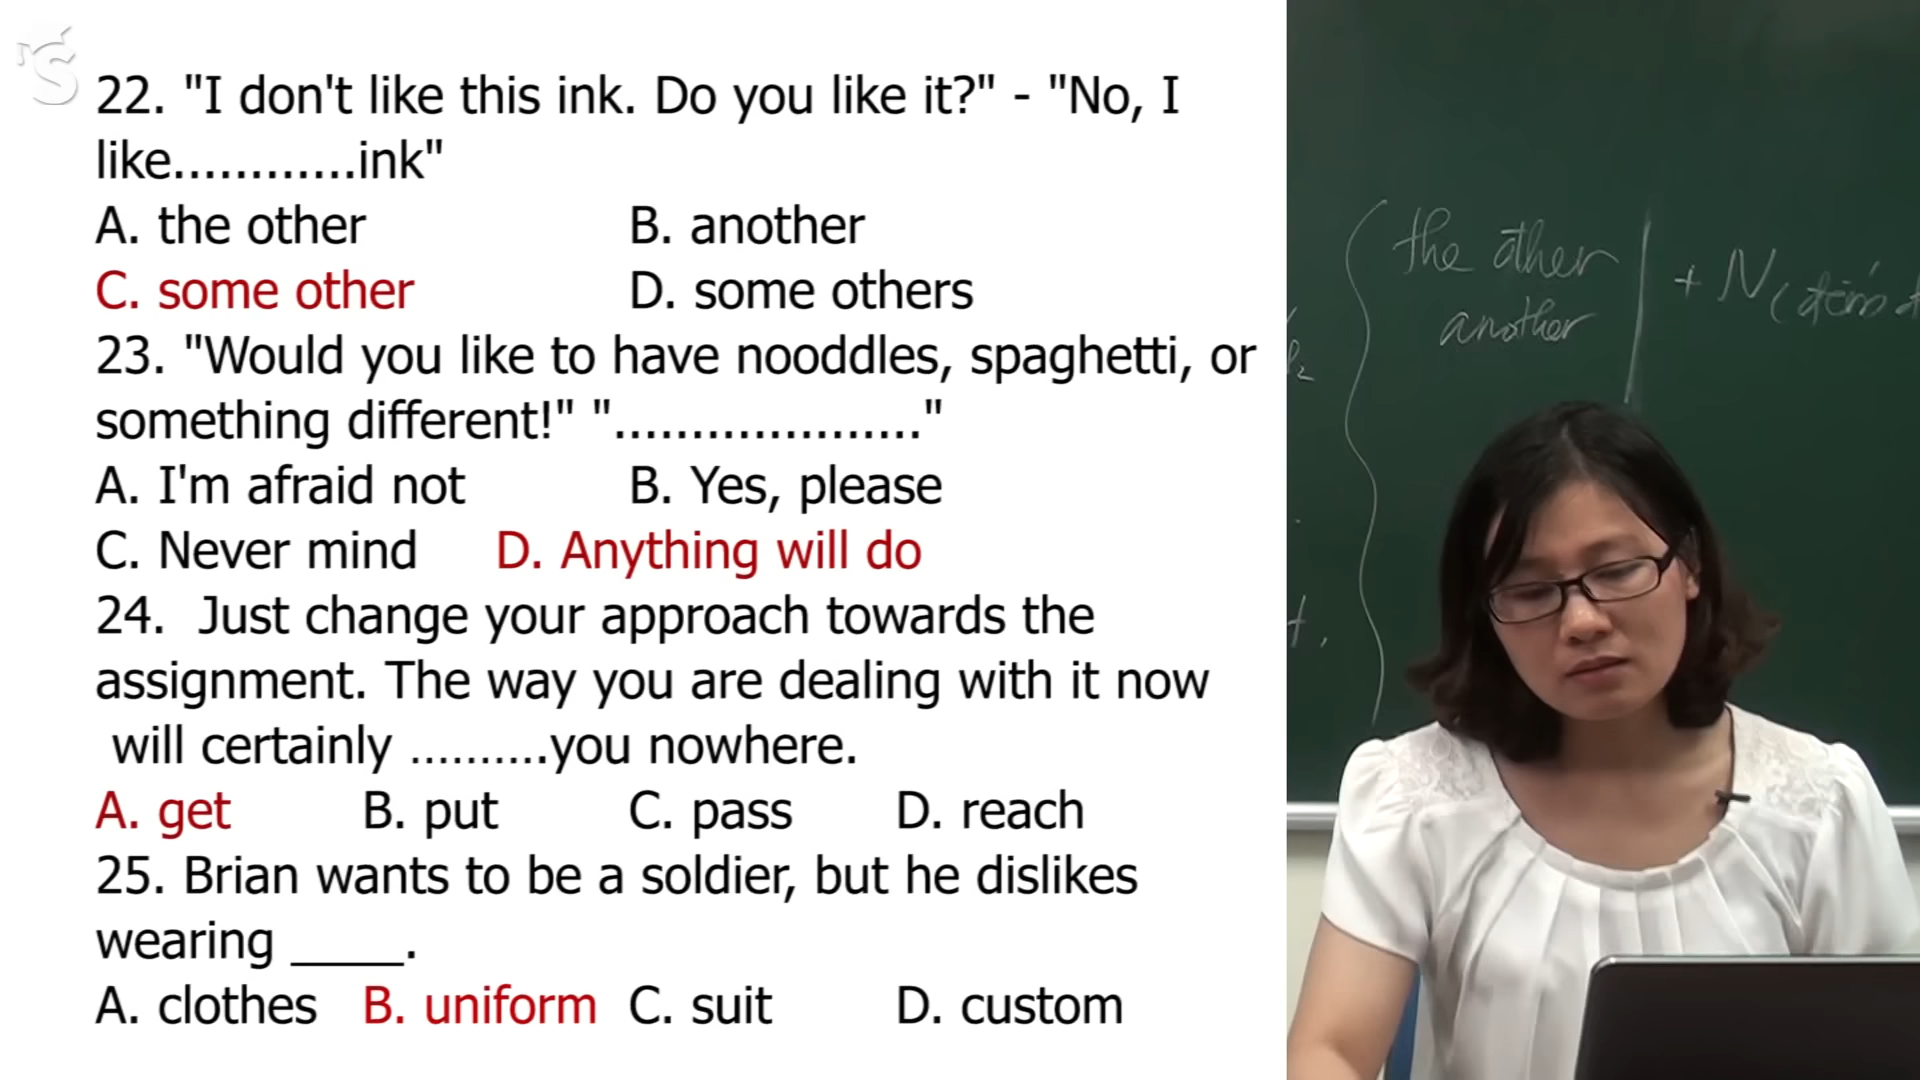 22. "I don't like this ink. Do you like it?" - "No, I
like............ink"
A. the other B. another
C. some other D. some others
23. "Would you like to have nooddles, spaghetti, or
something different!" "...................."
A. I'm afraid not B. Yes, please
C. Never mind D. Anything will do
24. Just change your approach towards the
assignment. The way you are dealing with it now
will certainly ..........you nowhere.
A. get B. put C. pass D. reach
25. Brian wants to be a soldier, but he dislikes
wearing _____.
A. clothes B. uniform C. suit D. custom
the other
another
+ N